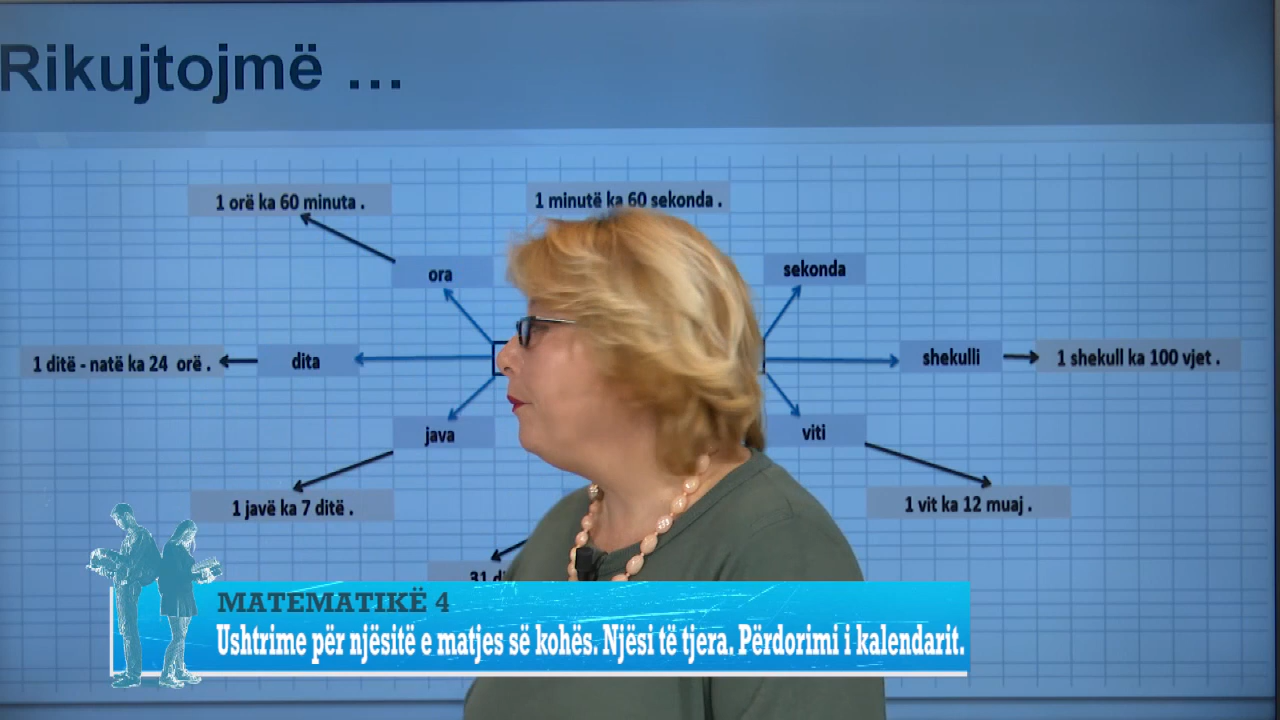 Rikujtojmë ...
1 orë ka 60 minuta .
1 minutë ka 60 sekonda .
ora
sekonda
1 ditë - natë ka 24 orë .
dita
shekulli
1 shekull ka 100 vjet .
java
viti
1 javë ka 7 ditë .
1 vit ka 12 muaj .
31
MATEMATIKË 4
Ushtrime për njësitë e matjes së kohës. Njësi të tjera. Përdorimi i kalendarit.